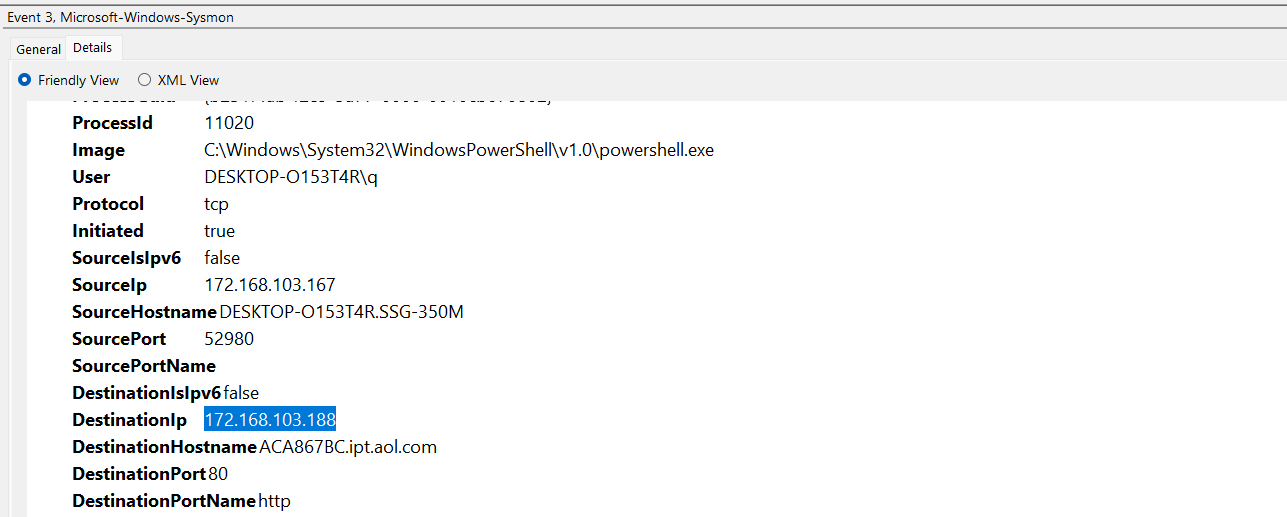 Event 3, Microsoft-Windows-Sysmon
General Details
Friendly View XML View
ProcessId 11020
Image C:\Windows\System32\WindowsPowerShell\v1.0\powershell.exe
User DESKTOP-O153T4R\q
Protocol tcp
Initiated true
SourceIsIpv6 false
SourceIp 172.168.103.167
SourceHostname DESKTOP-O153T4R.SSG-350M
SourcePort 52980
SourcePortName
DestinationIsIpv6 false
DestinationIp 172.168.103.188
DestinationHostname ACA867BC.ipt.aol.com
DestinationPort 80
DestinationPortName http